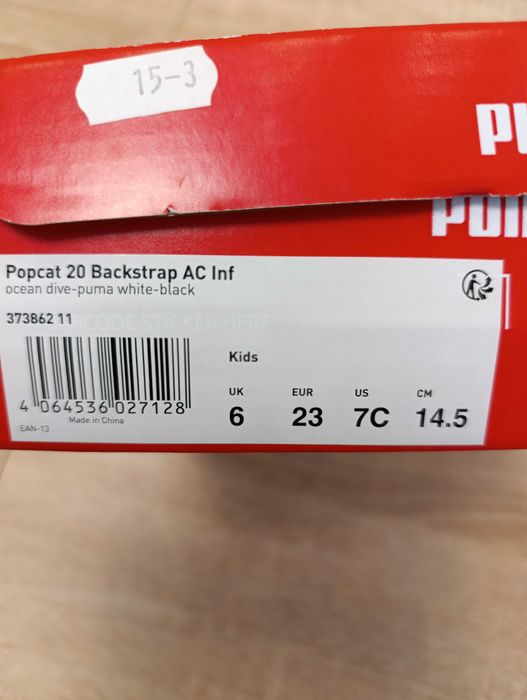 15-3
PU
PUM
Popcat 20 Backstrap AC Inf
ocean dive-puma white-black
373862 11
PCODE STICKER HERE
Kids
UK EUR US CM
6 23 7C 14.5
4 064536 027128
Made in China
EAN-13